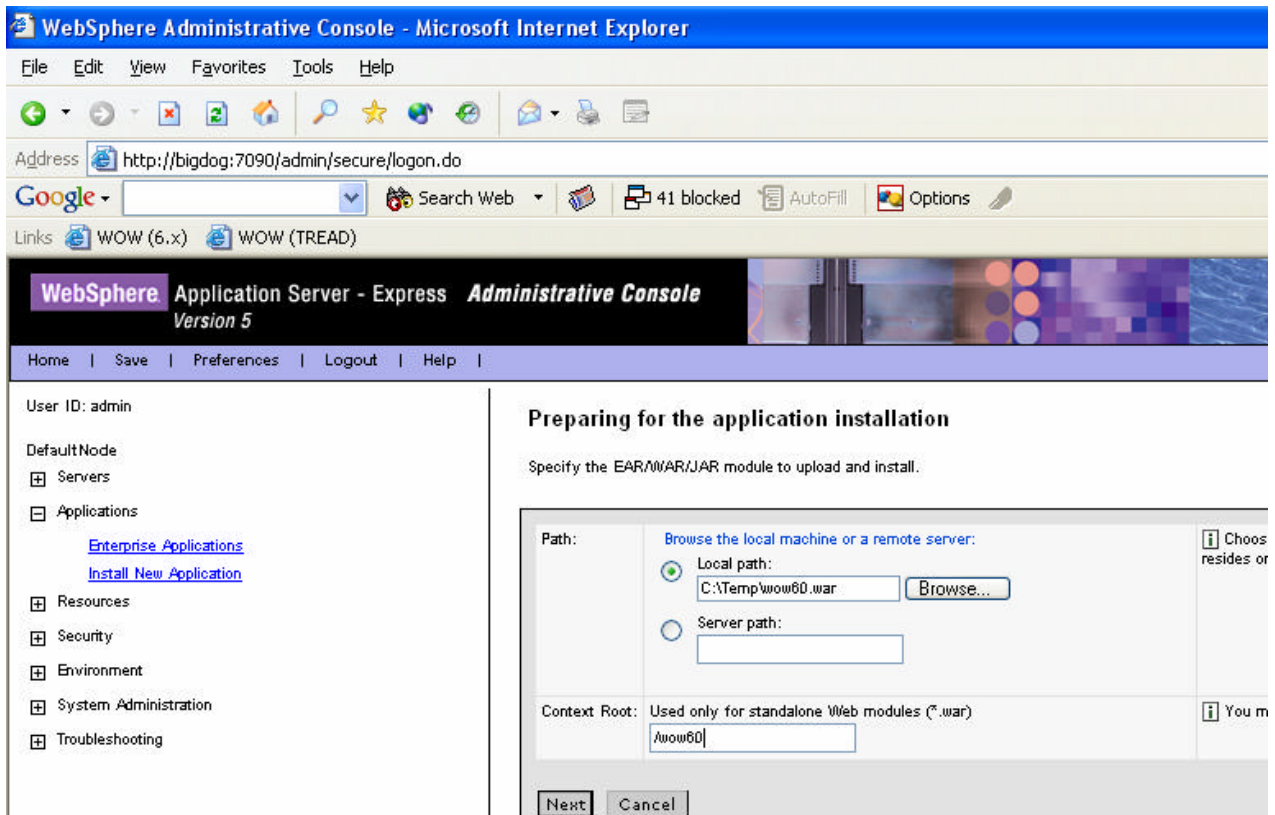 WebSphere Administrative Console - Microsoft Internet Explorer
File Edit View Favorites Tools Help
Address http://bigdog:7090/admin/secure/logon.do
Google Search Web 41 blocked AutoFill Options
Links WOW (6.x) WOW (TREAD)
WebSphere. Application Server - Express Administrative Console
Version 5
Home | Save | Preferences | Logout | Help |
User ID: admin
DefaultNode
Servers
Applications
Enterprise Applications
Install New Application
Resources
Security
Environment
System Administration
Troubleshooting
Preparing for the application installation
Specify the EAR/WAR/JAR module to upload and install.
Path: Browse the local machine or a remote server:
Local path:
C:\Temp\wow60.war Browse...
Server path:
i Choos
resides or
Context Root: Used only for standalone Web modules (*.war)
/wow60
i You m
Next Cancel